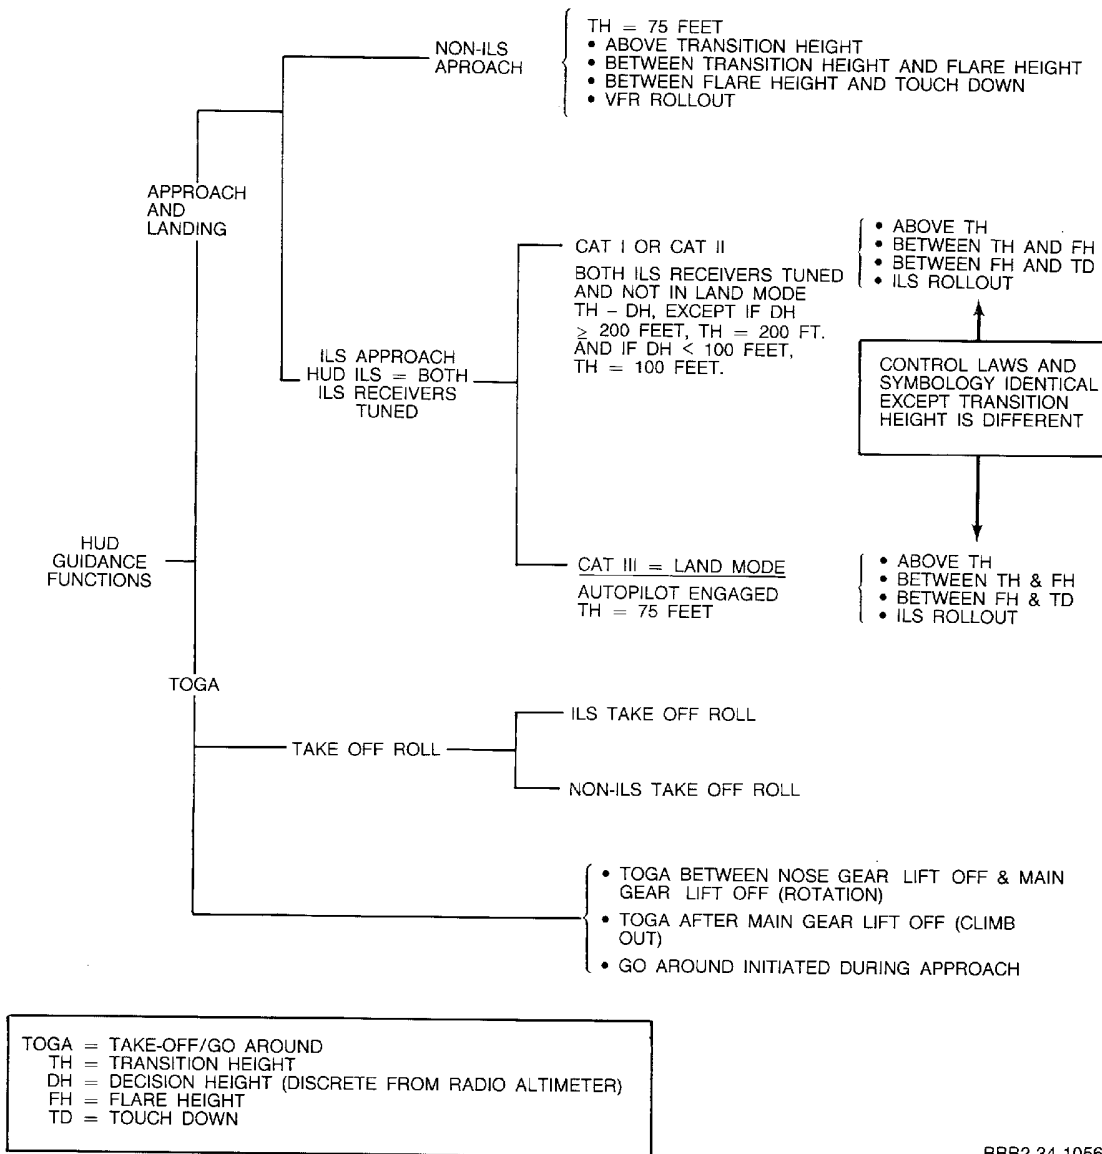 NON-ILS
APROACH
TH = 75 FEET
• ABOVE TRANSITION HEIGHT
• BETWEEN TRANSITION HEIGHT AND FLARE HEIGHT
• BETWEEN FLARE HEIGHT AND TOUCH DOWN
• VFR ROLLOUT
APPROACH
AND
LANDING
ILS APPROACH
HUD ILS = BOTH
ILS RECEIVERS
TUNED
CAT I OR CAT II
BOTH ILS RECEIVERS TUNED
AND NOT IN LAND MODE
TH – DH, EXCEPT IF DH
≥ 200 FEET, TH = 200 FT.
AND IF DH < 100 FEET,
TH = 100 FEET.
• ABOVE TH
• BETWEEN TH AND FH
• BETWEEN FH AND TD
• ILS ROLLOUT
CONTROL LAWS AND
SYMBOLOGY IDENTICAL
EXCEPT TRANSITION
HEIGHT IS DIFFERENT
HUD
GUIDANCE
FUNCTIONS
CAT III = LAND MODE
AUTOPILOT ENGAGED
TH = 75 FEET
• ABOVE TH
• BETWEEN TH & FH
• BETWEEN FH & TD
• ILS ROLLOUT
TOGA
TAKE OFF ROLL
ILS TAKE OFF ROLL
NON-ILS TAKE OFF ROLL
• TOGA BETWEEN NOSE GEAR LIFT OFF & MAIN
GEAR LIFT OFF (ROTATION)
• TOGA AFTER MAIN GEAR LIFT OFF (CLIMB
OUT)
• GO AROUND INITIATED DURING APPROACH
TOGA = TAKE-OFF/GO AROUND
TH = TRANSITION HEIGHT
DH = DECISION HEIGHT (DISCRETE FROM RADIO ALTIMETER)
FH = FLARE HEIGHT
TD = TOUCH DOWN